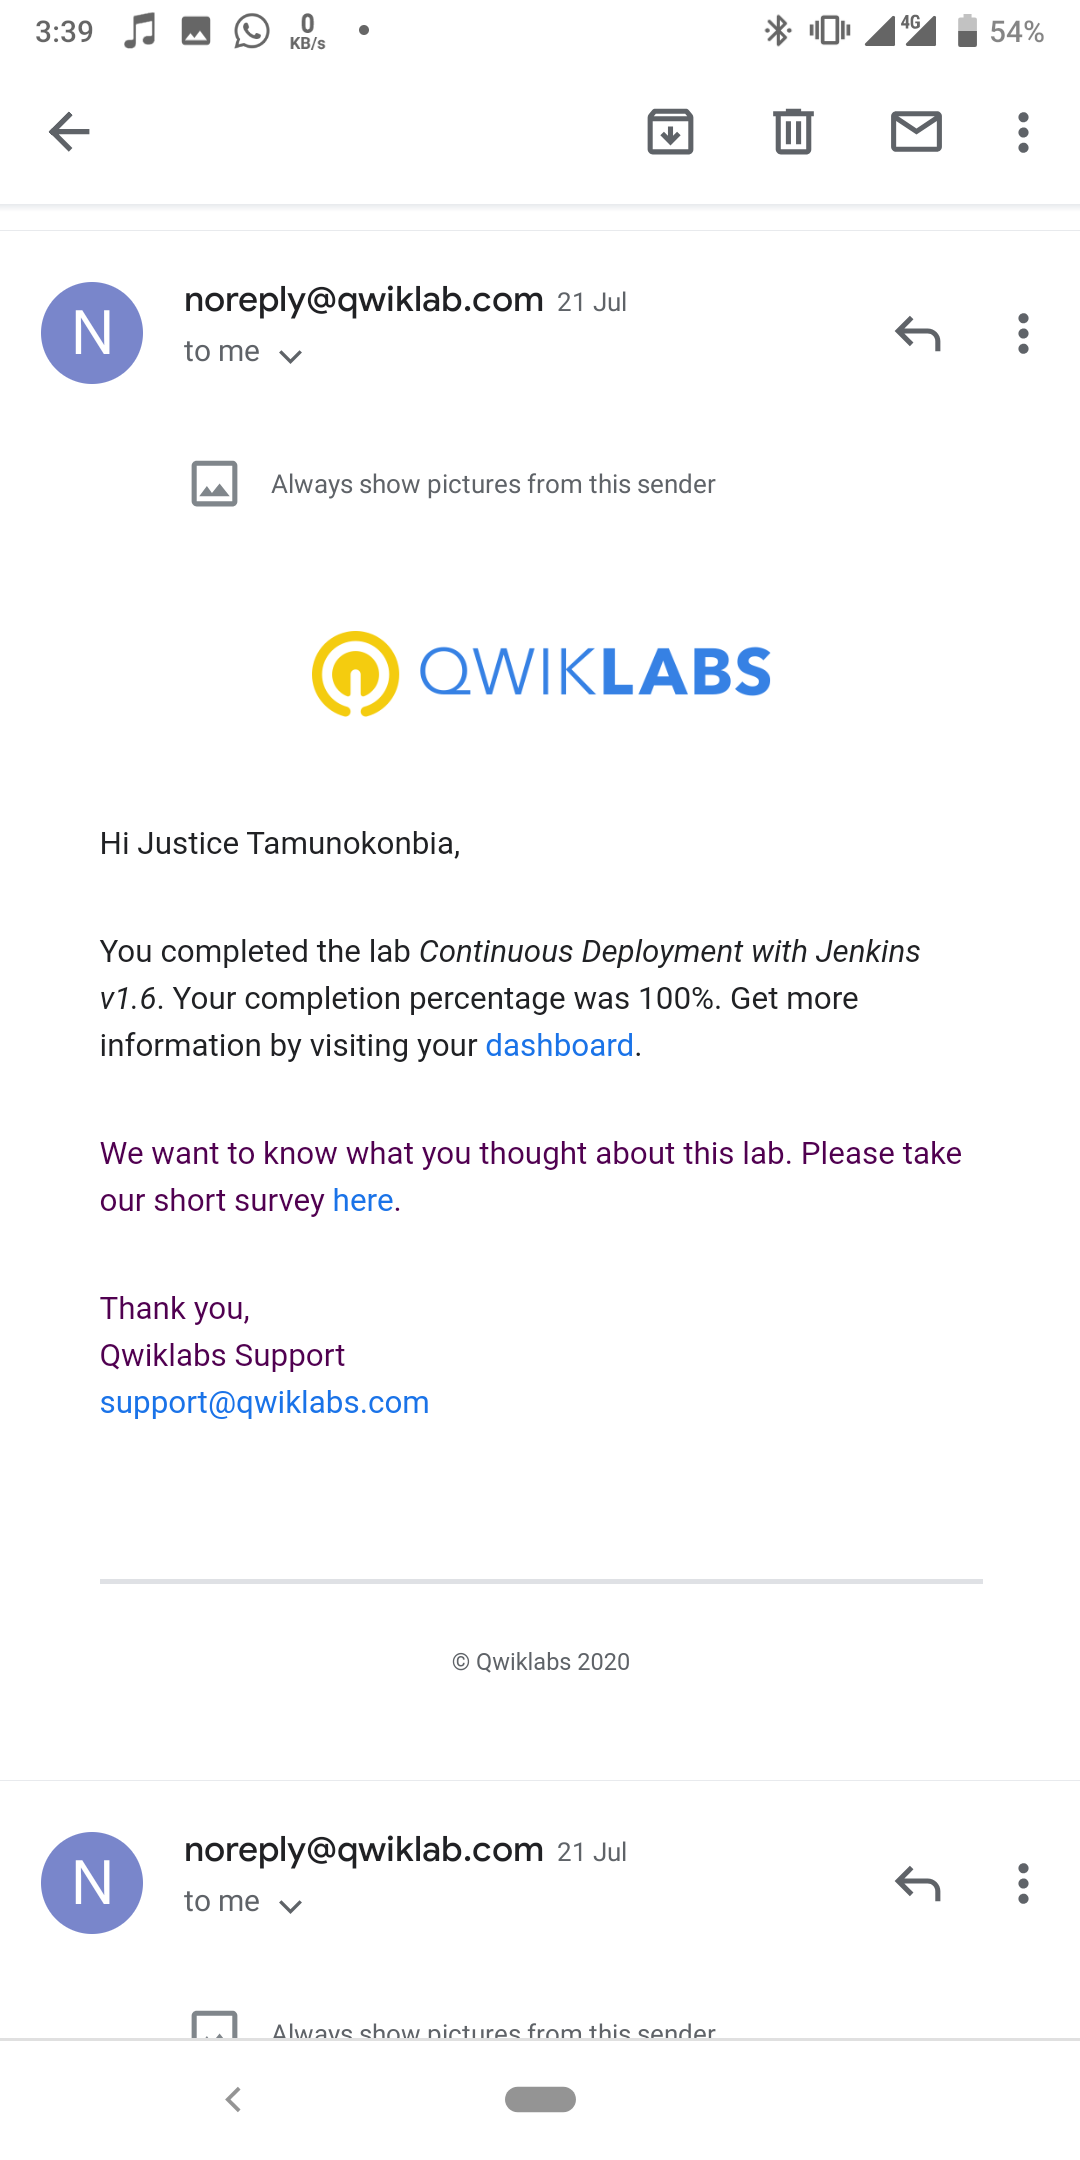 3:39
0
KB/s
4G
54%
N
noreply@qwiklab.com 21 Jul
to me
Always show pictures from this sender
QWIKLABS
Hi Justice Tamunokonbia,
You completed the lab Continuous Deployment with Jenkins
v1.6. Your completion percentage was 100%. Get more
information by visiting your dashboard.
We want to know what you thought about this lab. Please take
our short survey here.
Thank you,
Qwiklabs Support
support@qwiklabs.com
© Qwiklabs 2020
N
noreply@qwiklab.com 21 Jul
to me
Always show pictures from this sender